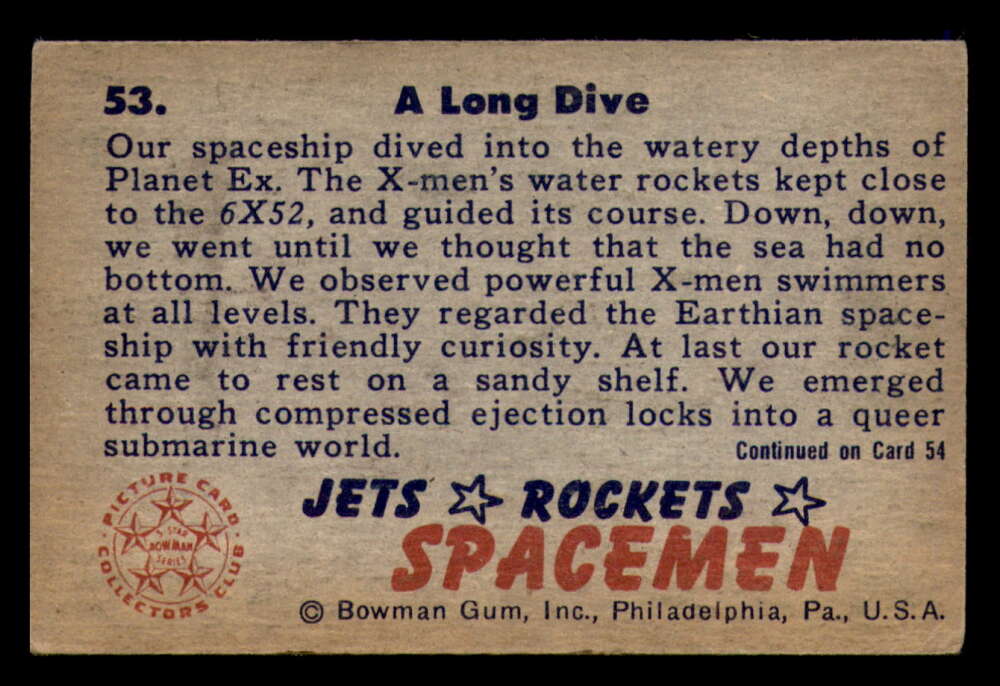 53. A Long Dive
Our spaceship dived into the watery depths of
Planet Ex. The X-men's water rockets kept close
to the 6X52, and guided its course. Down, down,
we went until we thought that the sea had no
bottom. We observed powerful X-men swimmers
at all levels. They regarded the Earthian space-
ship with friendly curiosity. At last our rocket
came to rest on a sandy shelf. We emerged
through compressed ejection locks into a queer
submarine world.
Continued on Card 54
PICTURE CARD
COLLECTORS CLUB
5 STAR
BOWMAN
SERIES
JETS ☆ ROCKETS ☆
SPACEMEN
© Bowman Gum, Inc., Philadelphia, Pa., U.S.A.